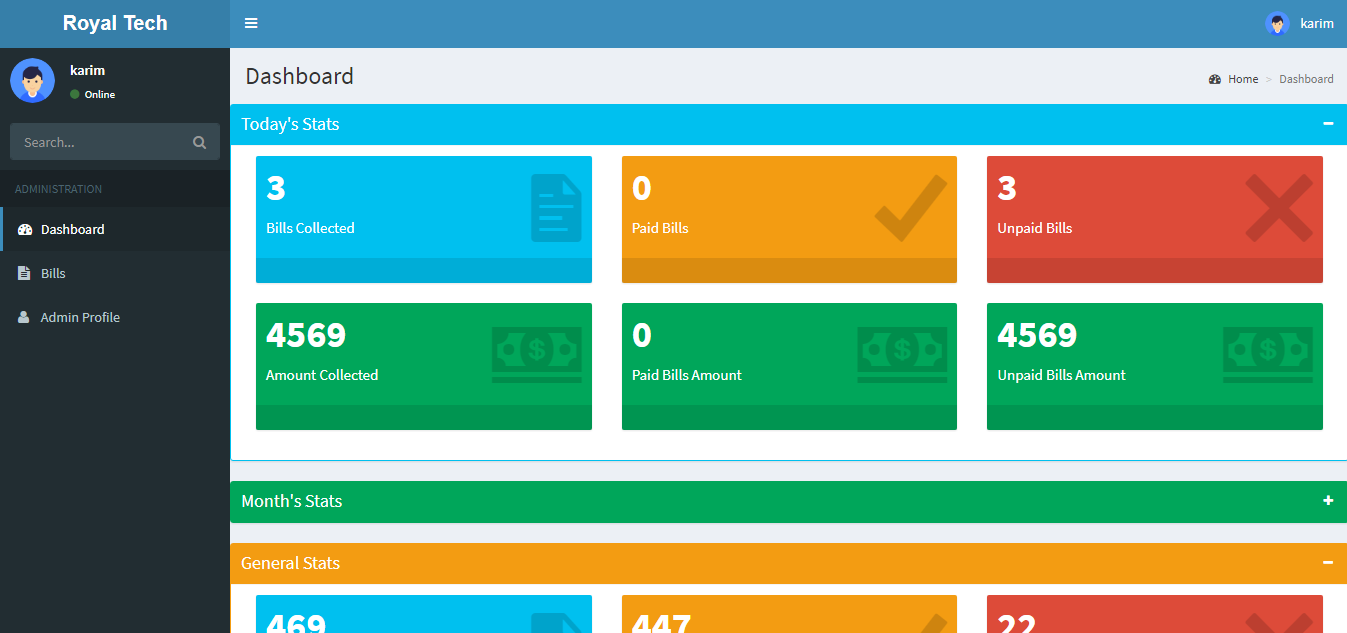 Royal Tech
karim
karim
Online
Search...
ADMINISTRATION
Dashboard
Bills
Admin Profile
Dashboard
Home > Dashboard
Today's Stats
3
Bills Collected
0
Paid Bills
3
Unpaid Bills
4569
Amount Collected
0
Paid Bills Amount
4569
Unpaid Bills Amount
Month's Stats
General Stats
469
447
22